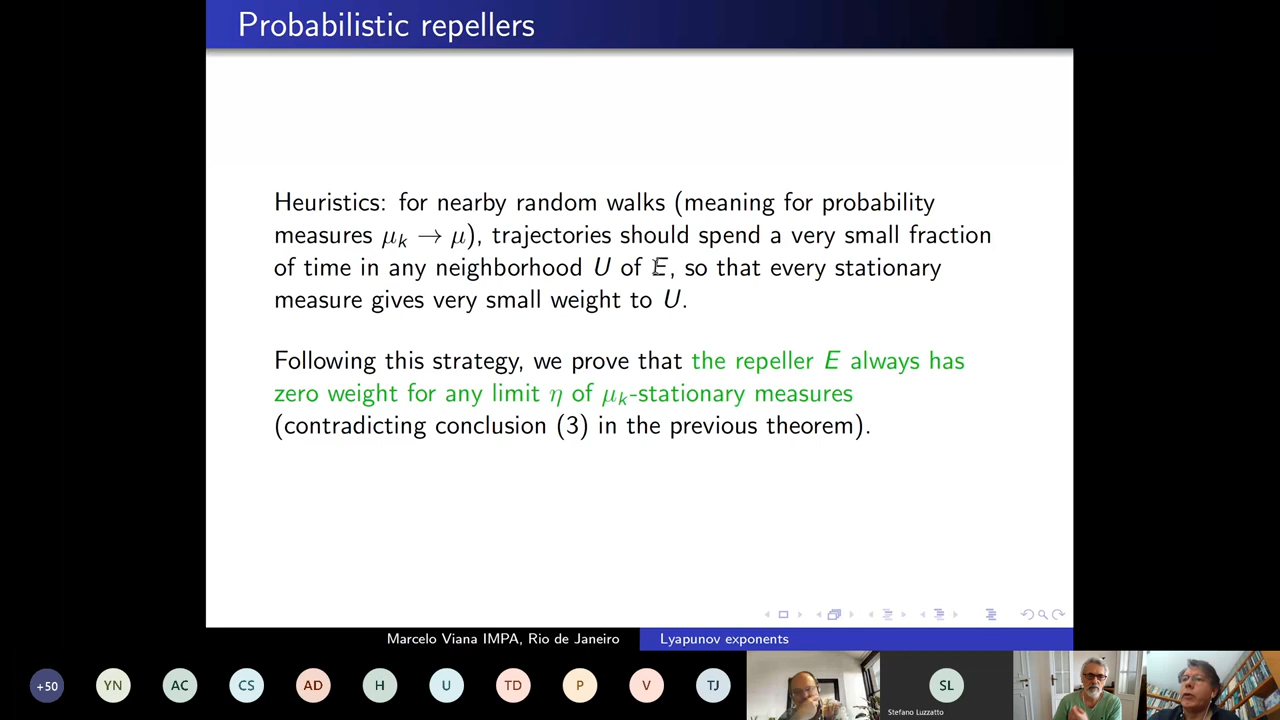 Probabilistic repellers
Heuristics: for nearby random walks (meaning for probability
measures μₖ → μ), trajectories should spend a very small fraction
of time in any neighborhood U of E, so that every stationary
measure gives very small weight to U.
Following this strategy, we prove that the repeller E always has
zero weight for any limit η of μₖ-stationary measures
(contradicting conclusion (3) in the previous theorem).
Marcelo Viana IMPA, Rio de Janeiro
Lyapunov exponents
+50
YN
AC
CS
AD
H
U
TD
P
V
TJ
SL
Stefano Luzzatto